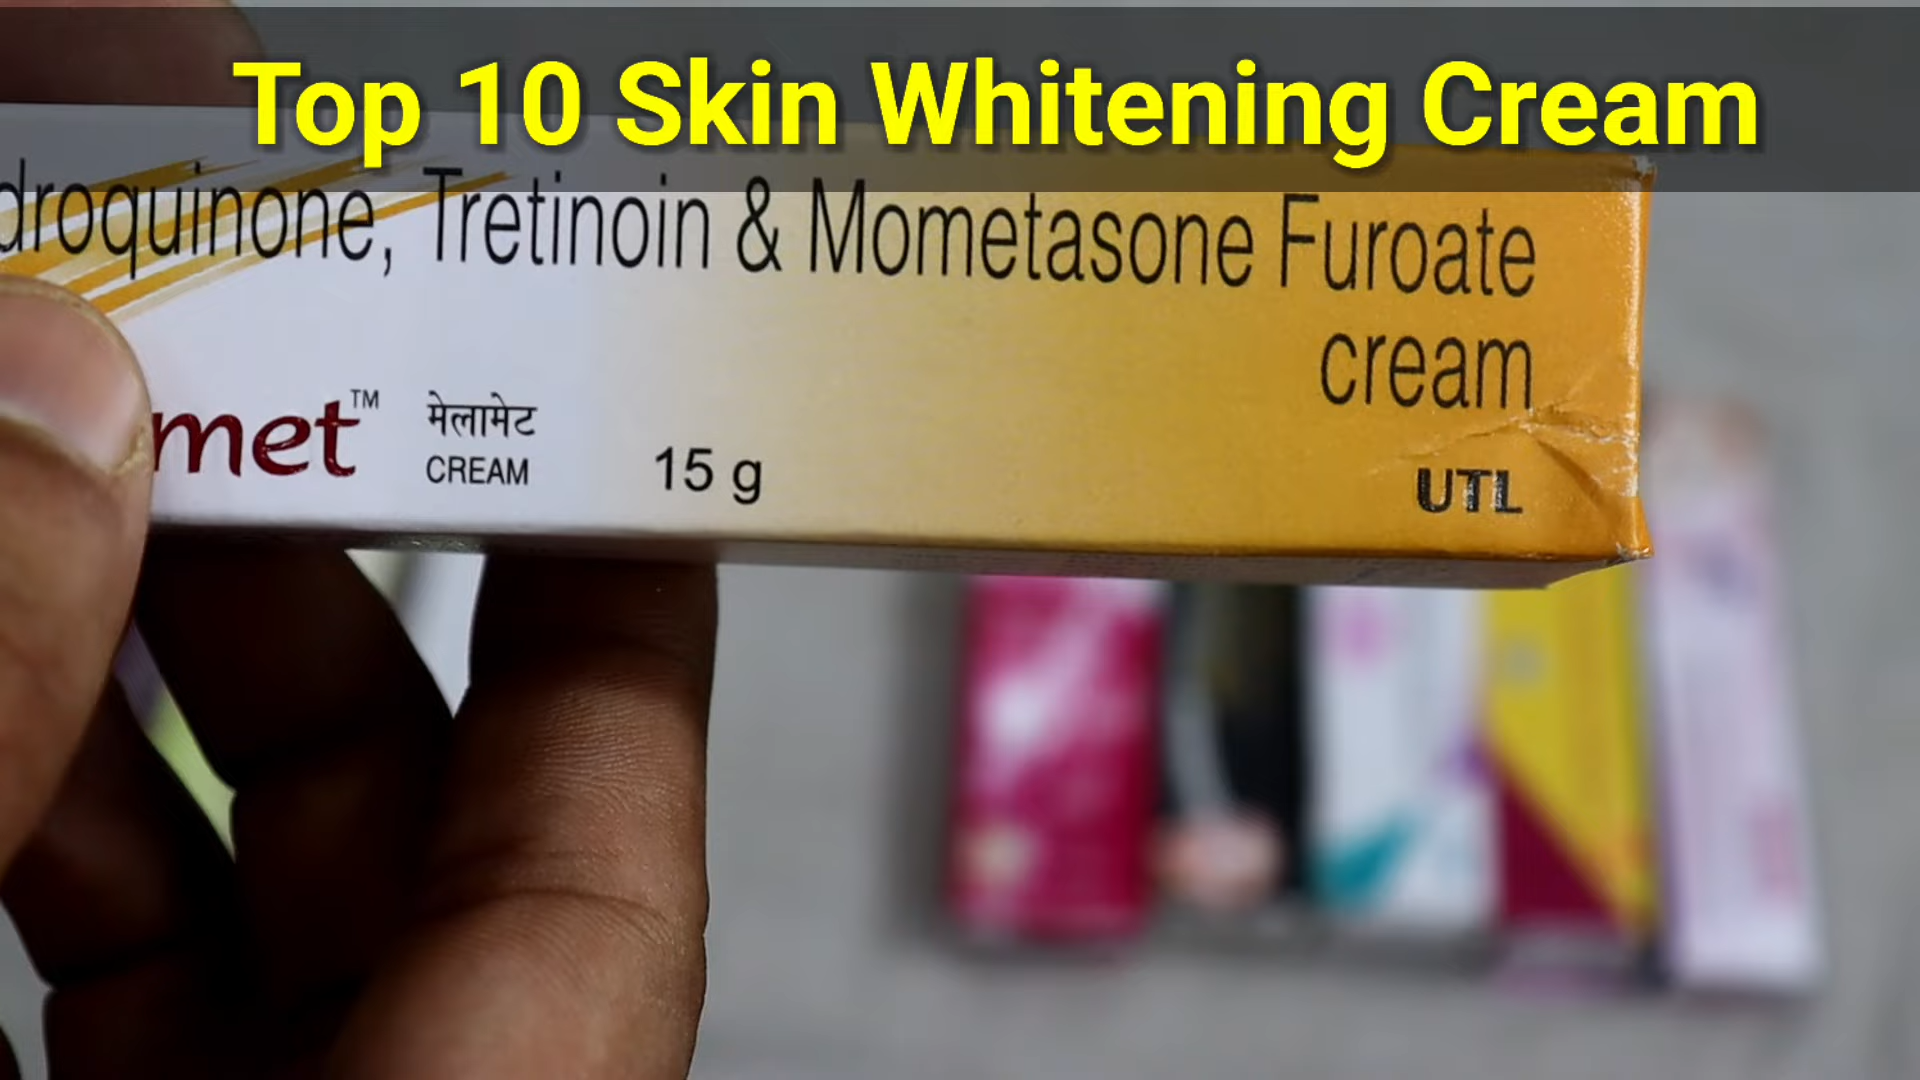 Top 10 Skin Whitening Cream
droquinone, Tretinoin & Mometasone Furoate
cream
met™ मेलामेट
CREAM
15 g
UTL